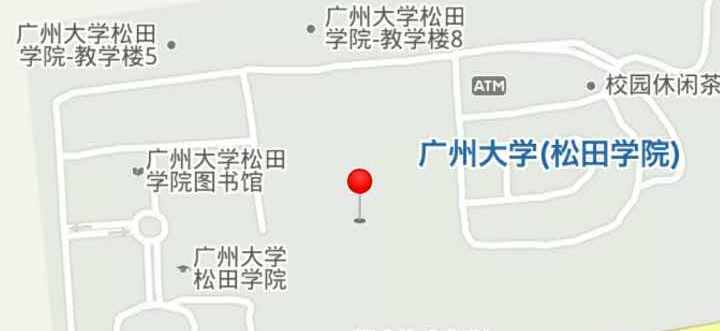 广州大学松田
学院-教学楼5
广州大学松田
学院-教学楼8
ATM
校园休闲茶
广州大学(松田学院)
广州大学松田
学院图书馆
广州大学
松田学院